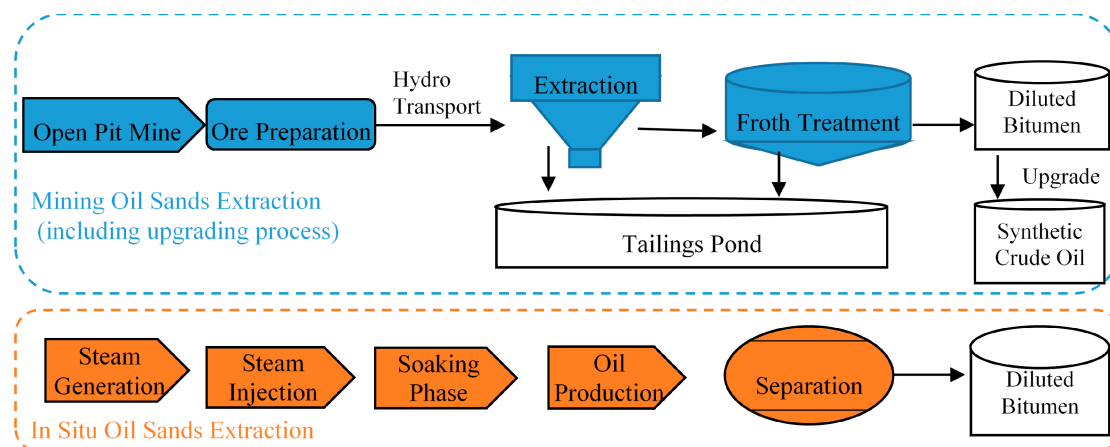 Hydro
Transport
Extraction
Open Pit Mine
Ore Preparation
Froth Treatment
Diluted
Bitumen
Upgrade
Mining Oil Sands Extraction
(including upgrading process)
Tailings Pond
Synthetic
Crude Oil
Steam
Generation
Steam
Injection
Soaking
Phase
Oil
Production
Separation
Diluted
Bitumen
In Situ Oil Sands Extraction